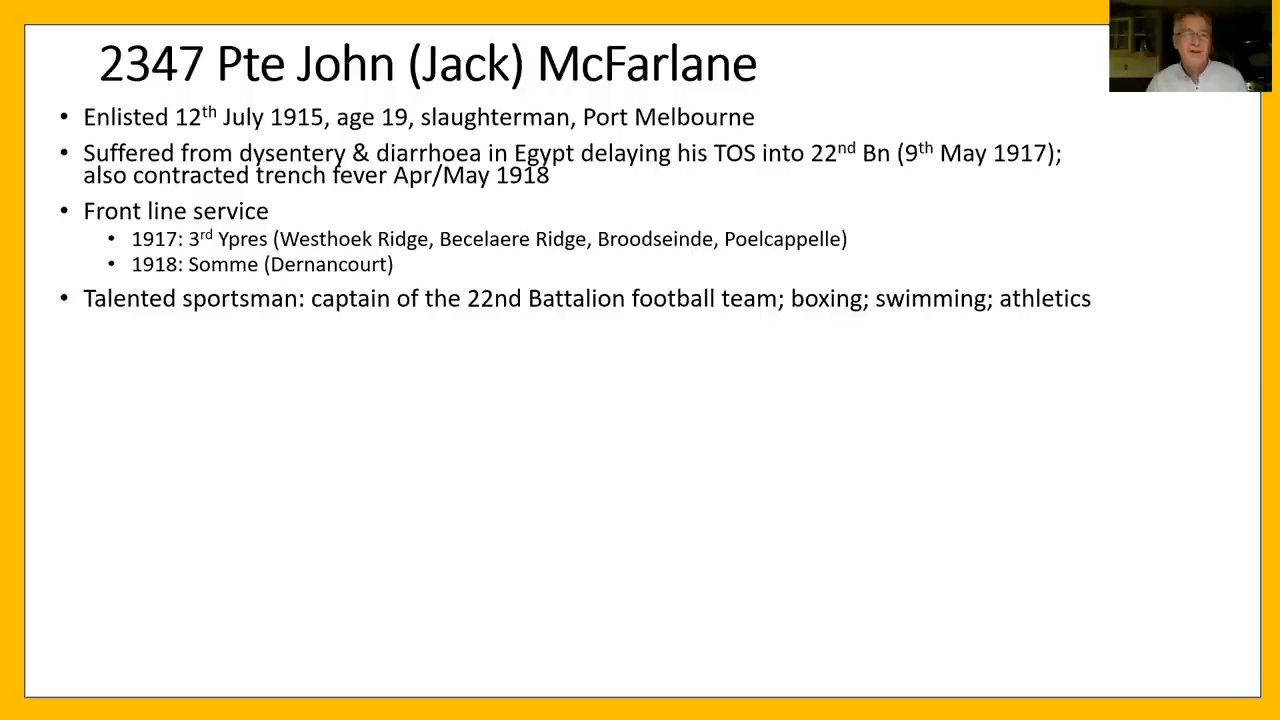 2347 Pte John (Jack) McFarlane
• Enlisted 12th July 1915, age 19, slaughterman, Port Melbourne
• Suffered from dysentery & diarrhoea in Egypt delaying his TOS into 22nd Bn (9th May 1917);
also contracted trench fever Apr/May 1918
• Front line service
• 1917: 3rd Ypres (Westhoek Ridge, Becelaere Ridge, Broodseinde, Poelcappelle)
• 1918: Somme (Dernancourt)
• Talented sportsman: captain of the 22nd Battalion football team; boxing; swimming; athletics